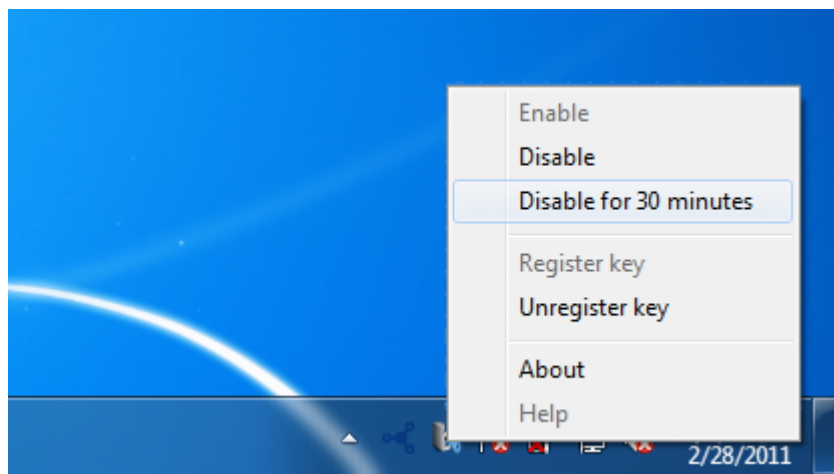 Enable
Disable
Disable for 30 minutes
Register key
Unregister key
About
Help
2/28/2011